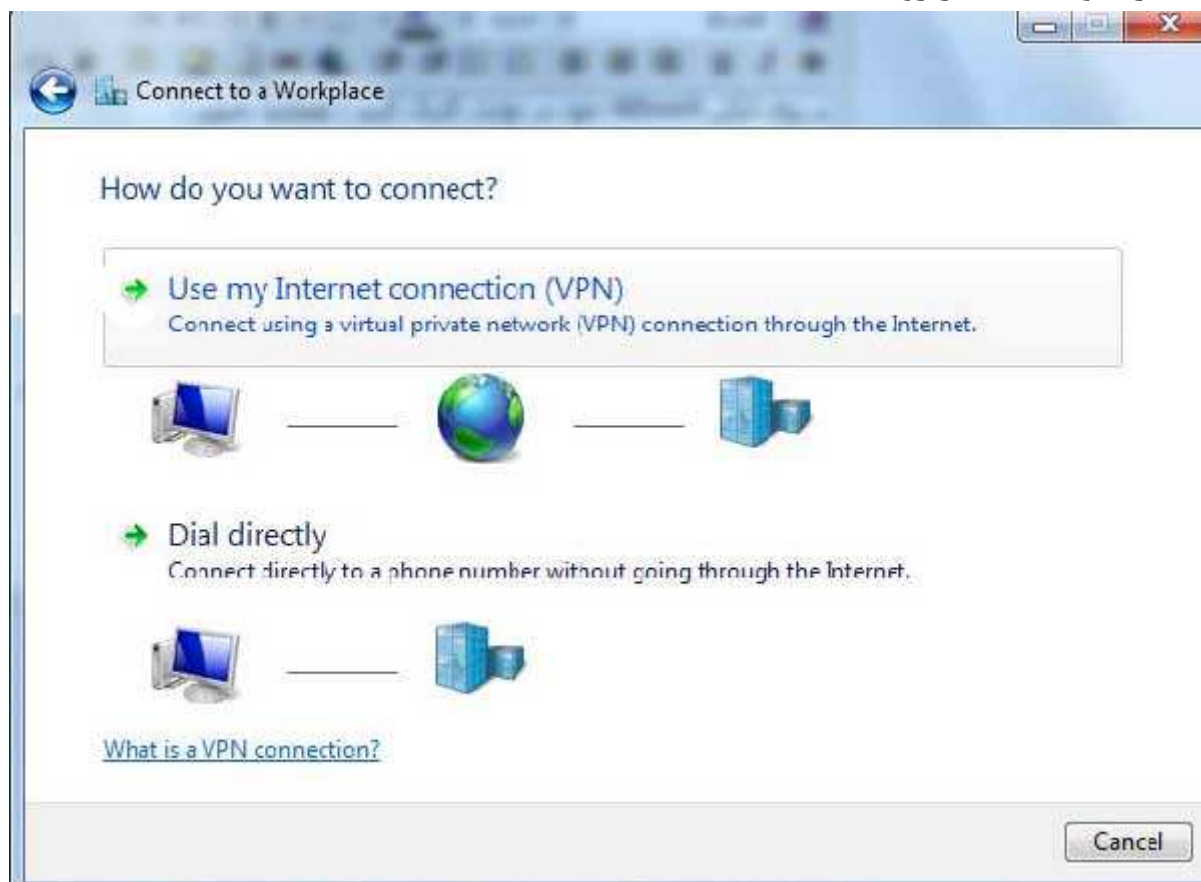 Connect to a Workplace
How do you want to connect?
Use my Internet connection (VPN)
Connect using a virtual private network (VPN) connection through the Internet.
Dial directly
Connect directly to a phone number without going through the Internet.
What is a VPN connection?
Cancel